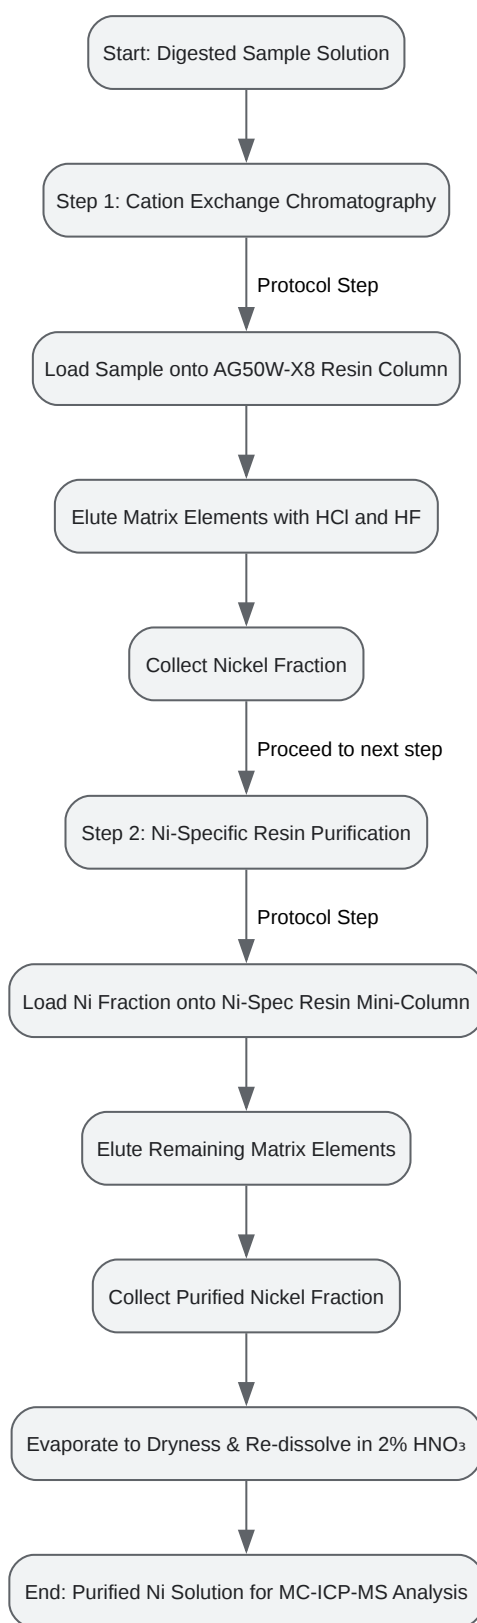 Start: Digested Sample Solution
Step 1: Cation Exchange Chromatography
Protocol Step
Load Sample onto AG50W-X8 Resin Column
Elute Matrix Elements with HCl and HF
Collect Nickel Fraction
Proceed to next step
Step 2: Ni-Specific Resin Purification
Protocol Step
Load Ni Fraction onto Ni-Spec Resin Mini-Column
Elute Remaining Matrix Elements
Collect Purified Nickel Fraction
Evaporate to Dryness & Re-dissolve in 2% HNO₃
End: Purified Ni Solution for MC-ICP-MS Analysis